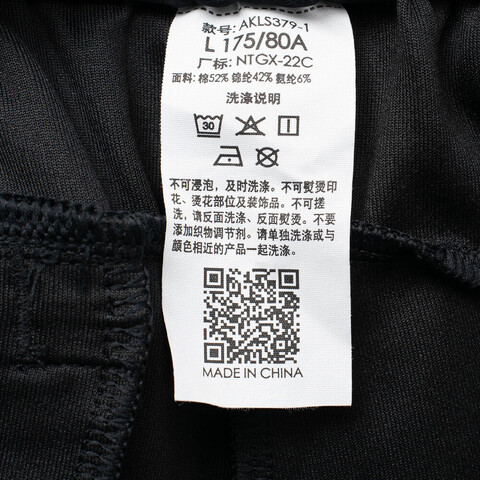 款号: AKLS379-1
L 175/80A
厂标: NTGX-22C
面料: 棉52% 锦纶42% 氨纶6%
洗涤说明
30
不可浸泡，及时洗涤。不可熨烫印
花、烫花部位及装饰品。不可搓
洗，请反面洗涤、反面熨烫。不要
添加织物调节剂。请单独洗涤或与
颜色相近的产品一起洗涤。
MADE IN CHINA